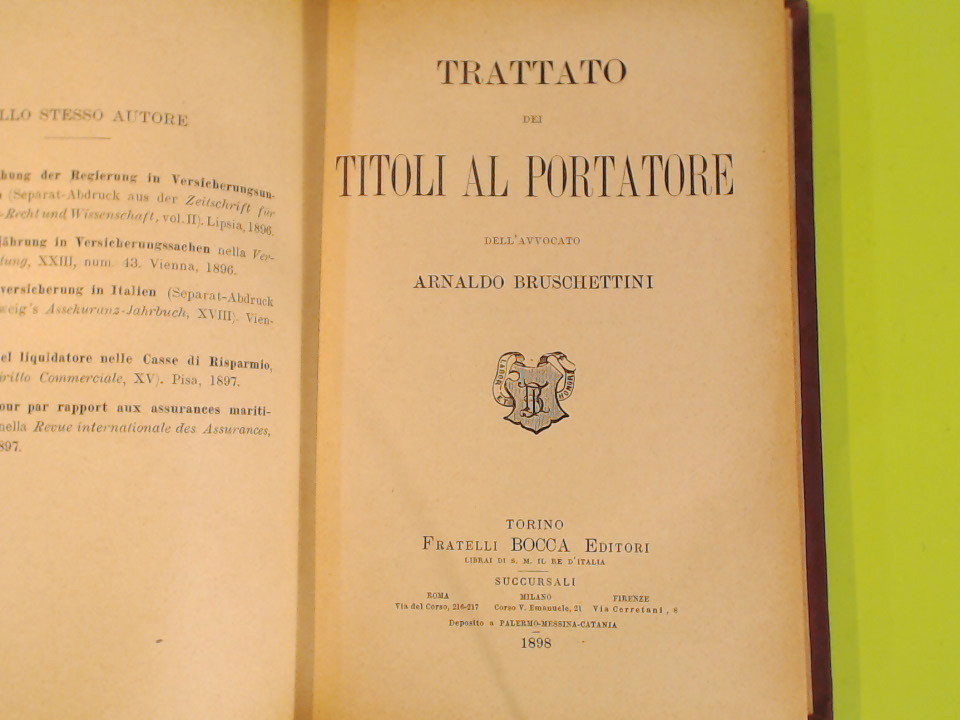 LLO STESSO AUTORE
hung der Regierung in Versicherungsun-
(Separat-Abdruck aus der Zeitschrift für
-Recht und Wissenschaft, vol. II). Lipsia, 1896.
jährung in Versicherungssachen nella Ver-
tung, XXIII, num. 43. Vienna, 1896.
versicherung in Italien (Separat-Abdruck
weig's Assekuranz-Jahrbuch, XVIII). Vien-
el liquidatore nelle Casse di Risparmio,
iritto Commerciale, XV). Pisa, 1897.
our par rapport aux assurances mariti-
nella Revue internationale des Assurances,
897.
TRATTATO
DEI
TITOLI AL PORTATORE
DELL'AVVOCATO
ARNALDO BRUSCHETTINI
TORINO
FRATELLI BOCCA EDITORI
LIBRAI DI S. M. IL RE D'ITALIA
SUCCURSALI
ROMA MILANO FIRENZE
Via del Corso, 216-217 Corso V. Emanuele, 21 Via Cerretani, 8
Deposito a PALERMO-MESSINA-CATANIA
1898